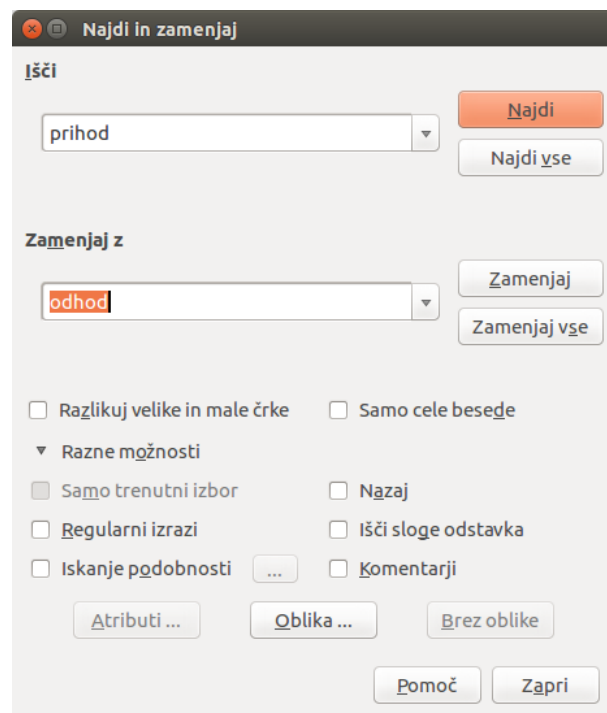 Najdi in zamenjaj
Išči
prihod
Najdi
Najdi vse
Zamenjaj z
odhod
Zamenjaj
Zamenjaj vse
Razlikuj velike in male črke
Samo cele besede
Razne možnosti
Samo trenutni izbor
Nazaj
Regularni izrazi
Išči sloge odstavka
Iskanje podobnosti
...
Komentarji
Atributi ...
Oblika ...
Brez oblike
Pomoč
Zapri